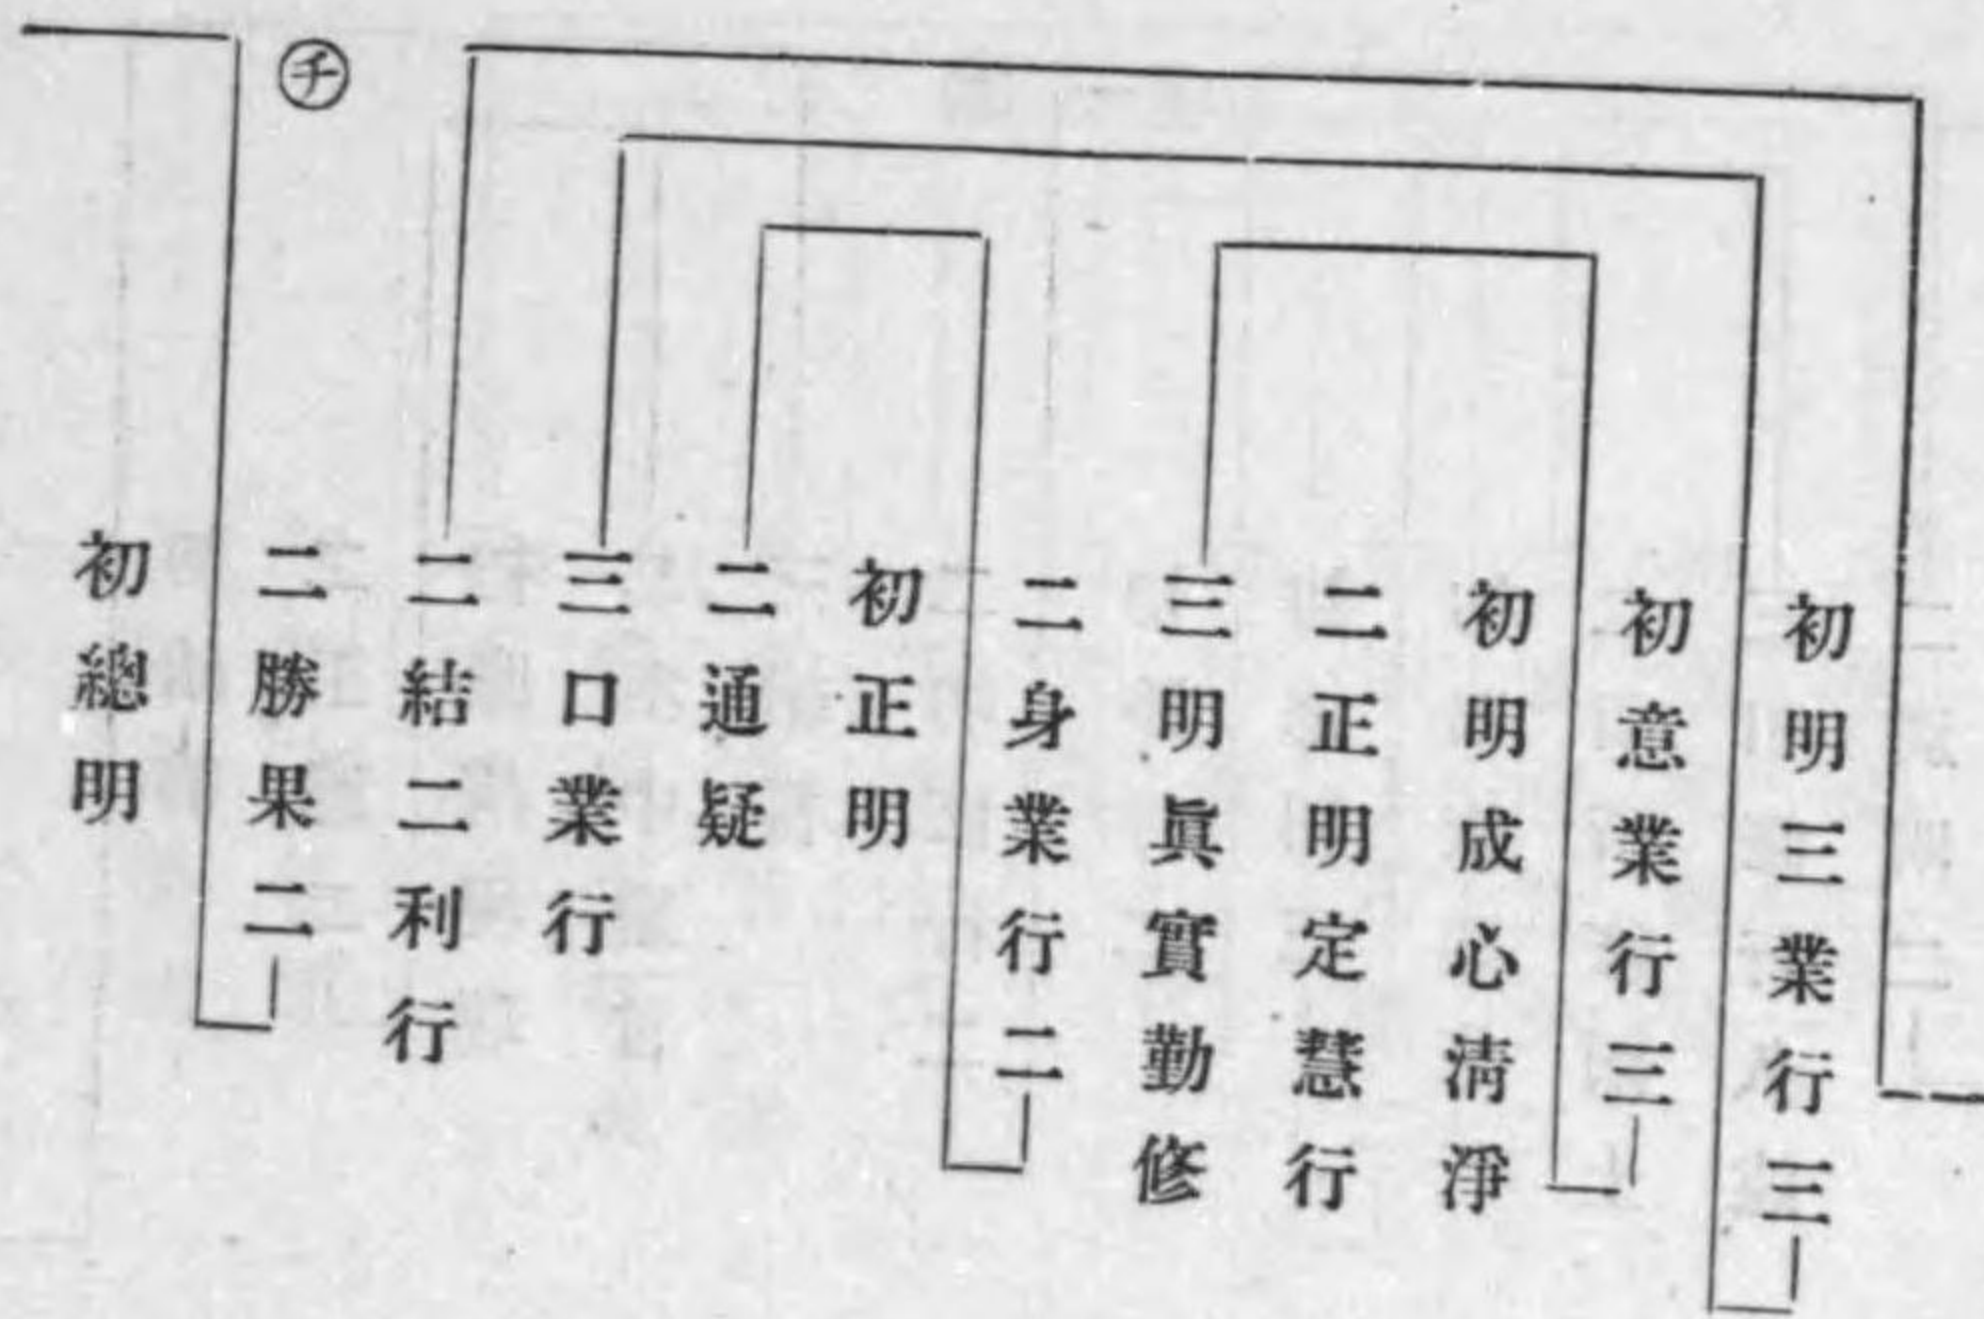 初明三業行三
初意業行三
初明成心淸淨
二正明定慧行
三明眞實勤修
二身業行二
初正明
二通疑
三口業行
二結二利行
㋠
二勝果二
初總明